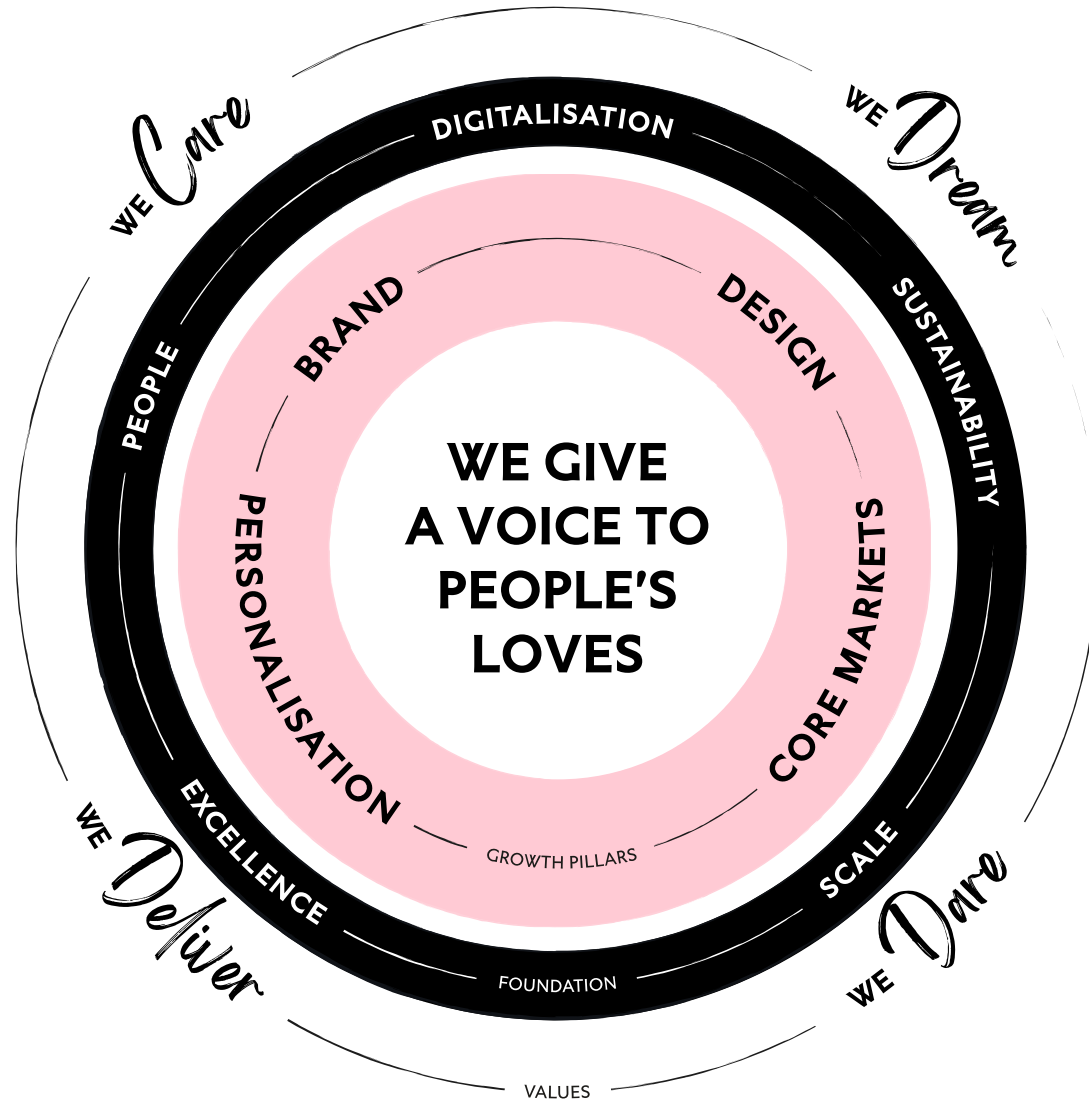 WE Care
WE Dream
DIGITALISATION
PEOPLE
SUSTAINABILITY
BRAND
DESIGN
WE GIVE
A VOICE TO
PEOPLE'S
LOVES
PERSONALISATION
CORE MARKETS
GROWTH PILLARS
EXCELLENCE
SCALE
FOUNDATION
WE Deliver
WE Dare
VALUES